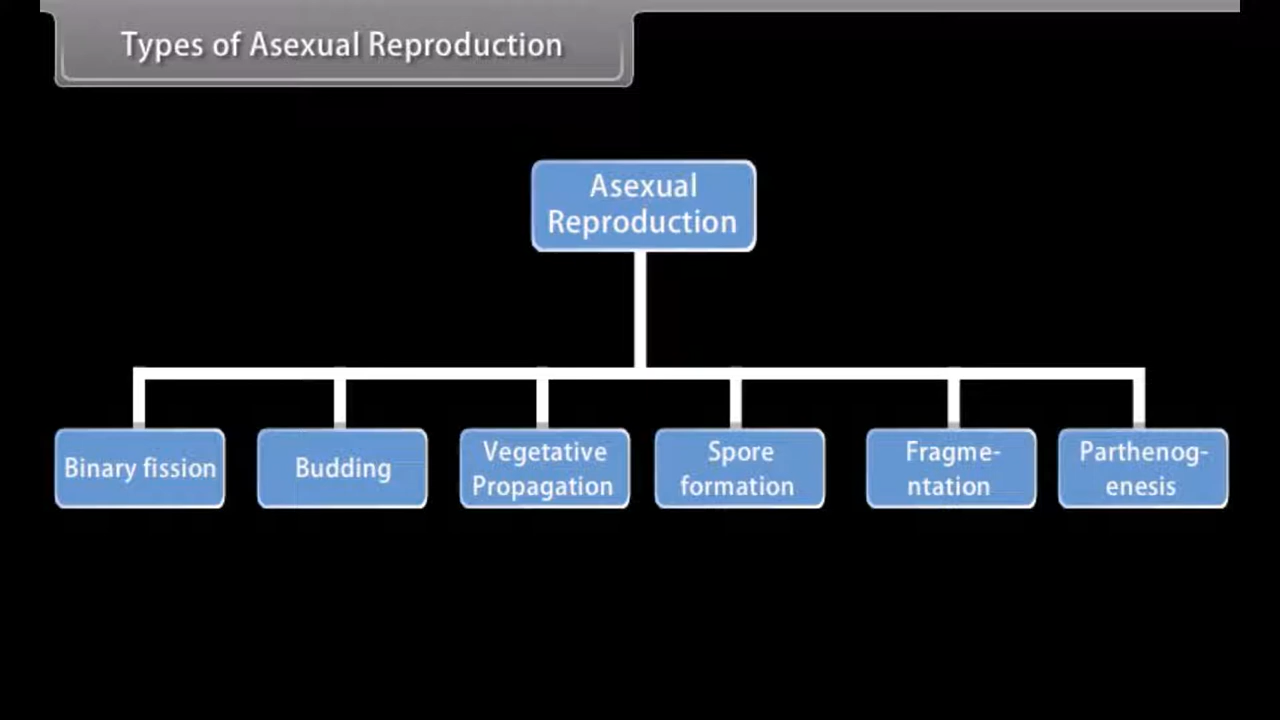 Types of Asexual Reproduction
Asexual
Reproduction
Binary fission
Budding
Vegetative
Propagation
Spore
formation
Fragme-
ntation
Parthenog-
enesis